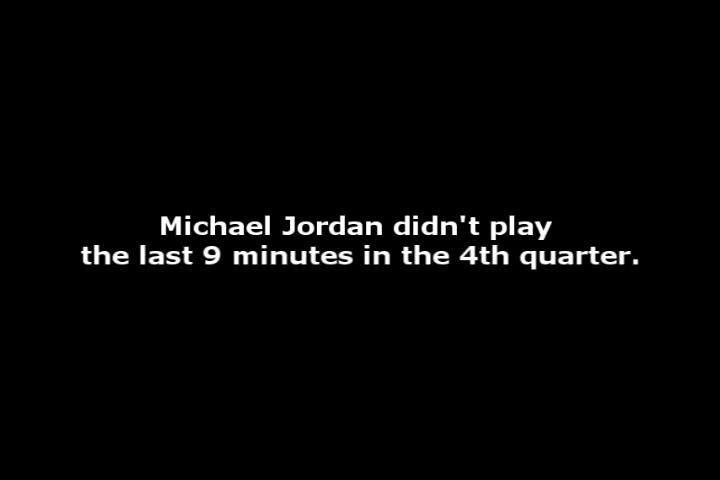 Michael Jordan didn't play
the last 9 minutes in the 4th quarter.